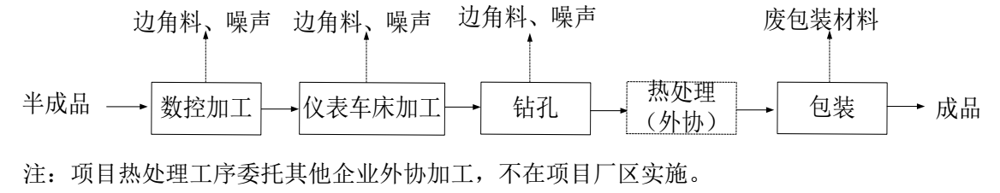 边角料、噪声 边角料、噪声 边角料、噪声 废包装材料
半成品 数控加工 仪表车床加工 钻孔 热处理 包装 成品
（外协）
注：项目热处理工序委托其他企业外协加工，不在项目厂区实施。